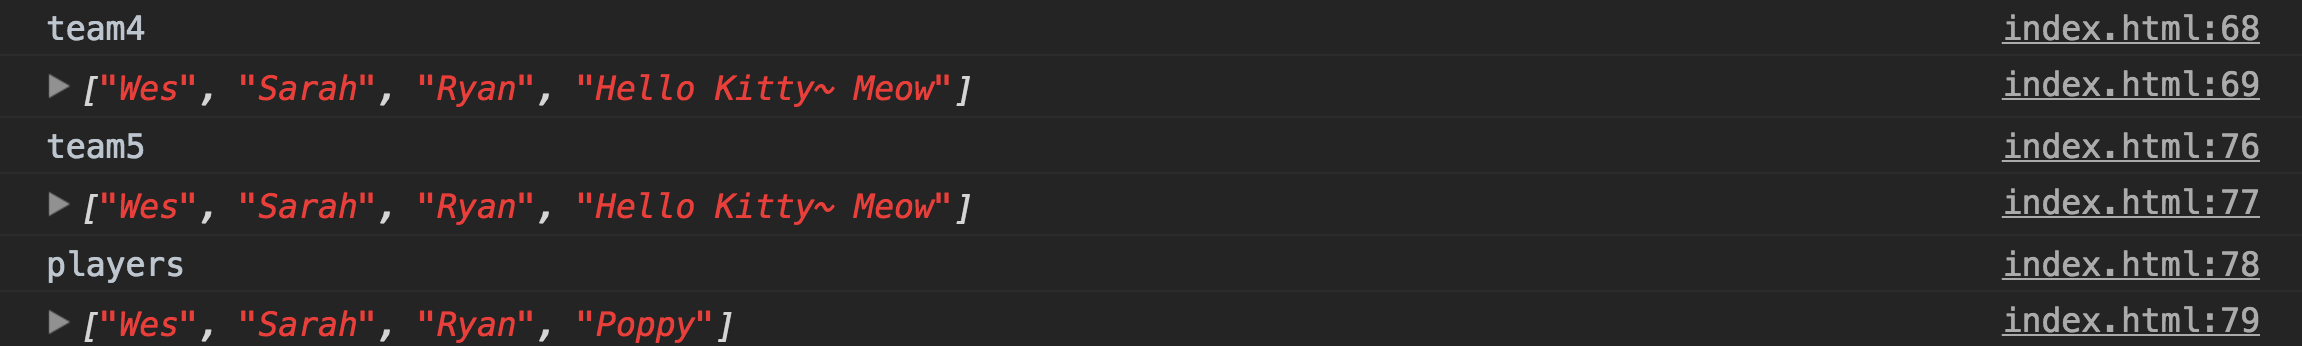 team4 index.html:68
▶ ["Wes", "Sarah", "Ryan", "Hello Kitty~ Meow"] index.html:69
team5 index.html:76
▶ ["Wes", "Sarah", "Ryan", "Hello Kitty~ Meow"] index.html:77
players index.html:78
▶ ["Wes", "Sarah", "Ryan", "Poppy"] index.html:79